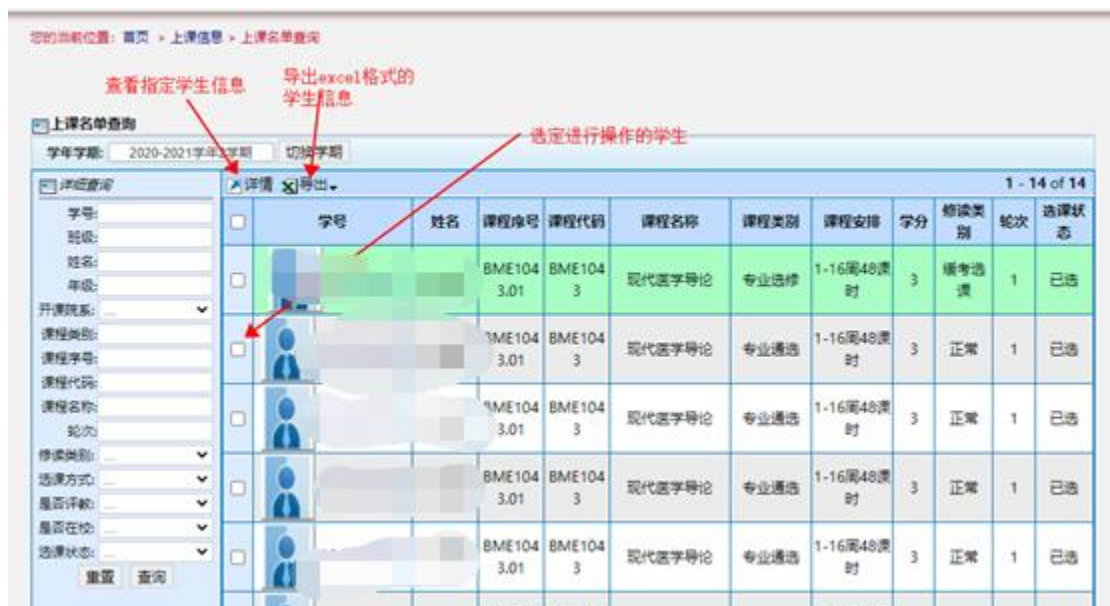 您的当前位置: 首页 » 上课信息 » 上课名单查询
查看指定学生信息
导出excel格式的
学生信息
选定进行操作的学生
上课名单查询
学年学期: 2020-2021学年2学期 切换学期
详细查询
详情 导出 1 - 14 of 14
学号:
班级:
姓名:
年级:
开课院系: ...
课程类别:
课程序号:
课程代码:
课程名称:
轮次:
修读类别: ...
选课方式: ...
是否评教: ...
是否在校: ...
选课状态: ...
重置 查询
学号 姓名 课程序号 课程代码 课程名称 课程类别 课程安排 学分 修读类别 轮次 选课状态
BME1043.01 BME1043 现代医学导论 专业选修 1-16周48课时 3 缓考选课 1 已选
BME1043.01 BME1043 现代医学导论 专业通选 1-16周48课时 3 正常 1 已选
BME1043.01 BME1043 现代医学导论 专业通选 1-16周48课时 3 正常 1 已选
BME1043.01 BME1043 现代医学导论 专业通选 1-16周48课时 3 正常 1 已选
BME1043.01 BME1043 现代医学导论 专业通选 1-16周48课时 3 正常 1 已选